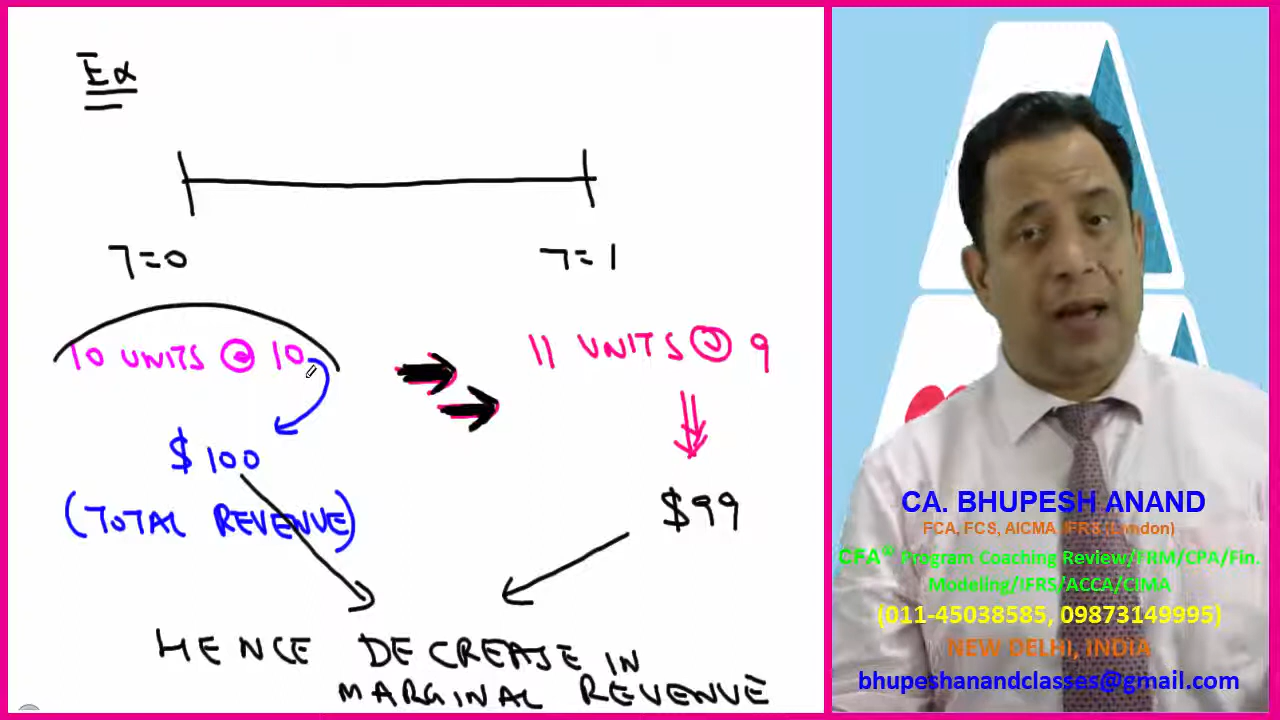 Ex
T=0
T=1
10 UNITS @ 10
11 UNITS @ 9
$ 100
(TOTAL REVENUE)
$99
HENCE DECREASE IN
MARGINAL REVENUE
CA. BHUPESH ANAND
FCA, FCS, AICMA, IFRS (London)
CFA® Program Coaching Review/FRM/CPA/Fin.
Modeling/IFRS/ACCA/CIMA
(011-45038585, 09873149995)
NEW DELHI, INDIA
bhupeshanandclasses@gmail.com